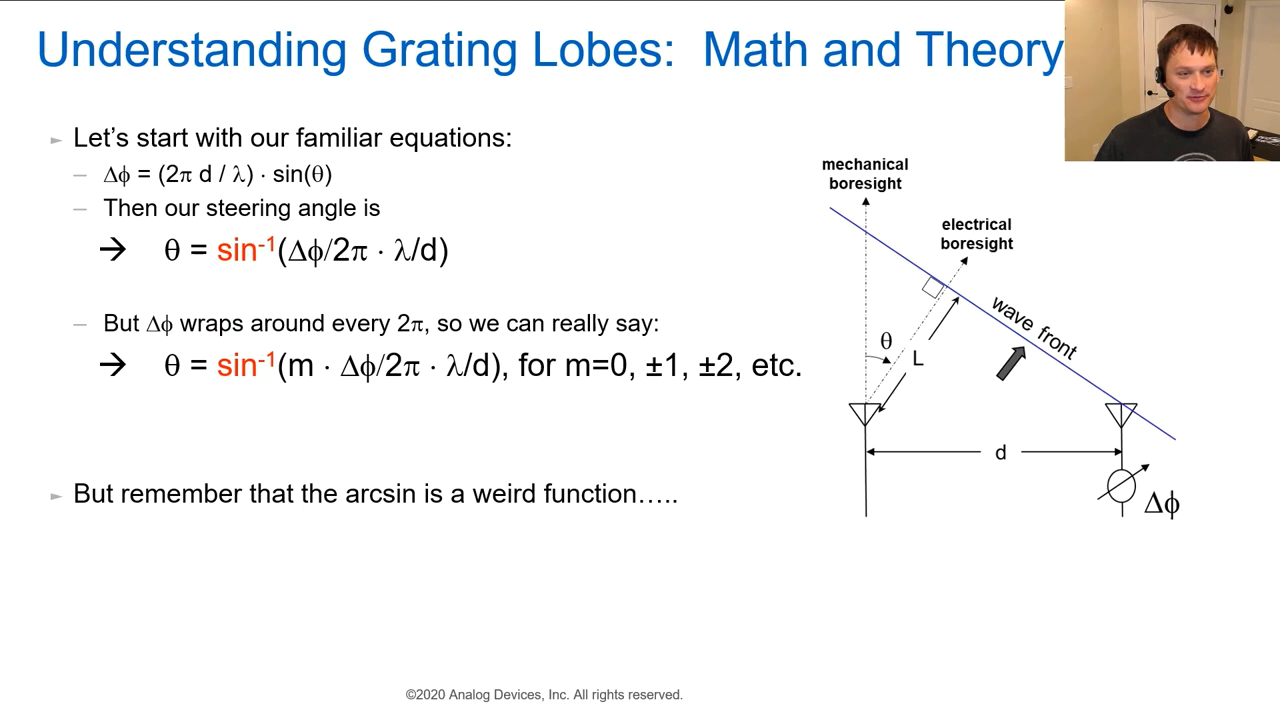 Understanding Grating Lobes: Math and Theory
► Let's start with our familiar equations:
– Δϕ = (2π d / λ) · sin(θ)
– Then our steering angle is
→ θ = sin⁻¹(Δϕ/2π · λ/d)
– But Δϕ wraps around every 2π, so we can really say:
→ θ = sin⁻¹(m · Δϕ/2π · λ/d), for m=0, ±1, ±2, etc.
► But remember that the arcsin is a weird function…..
mechanical
boresight
electrical
boresight
wave front
θ
L
d
Δϕ
©2020 Analog Devices, Inc. All rights reserved.